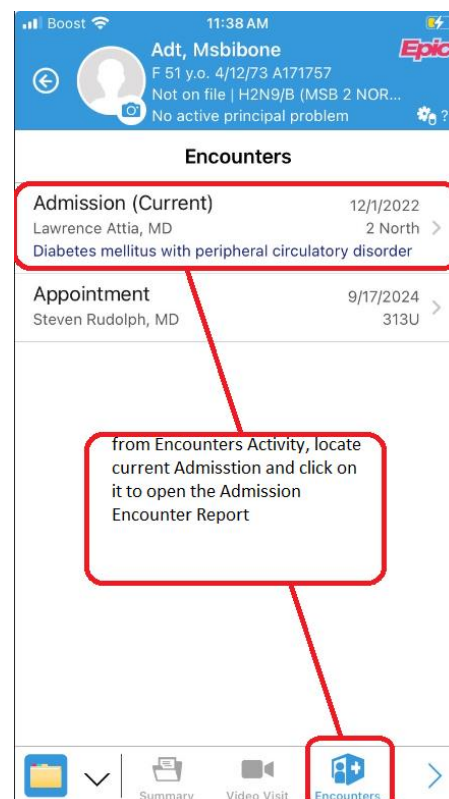 Boost 11:38 AM
Adt, Msbibone
Epic
F 51 y.o. 4/12/73 A171757
Not on file | H2N9/B (MSB 2 NOR...
No active principal problem ?
Encounters
Admission (Current) 12/1/2022
Lawrence Attia, MD 2 North
Diabetes mellitus with peripheral circulatory disorder
Appointment 9/17/2024
Steven Rudolph, MD 313U
from Encounters Activity, locate
current Admisstion and click on
it to open the Admission
Encounter Report
Summary Video Visit Encounters